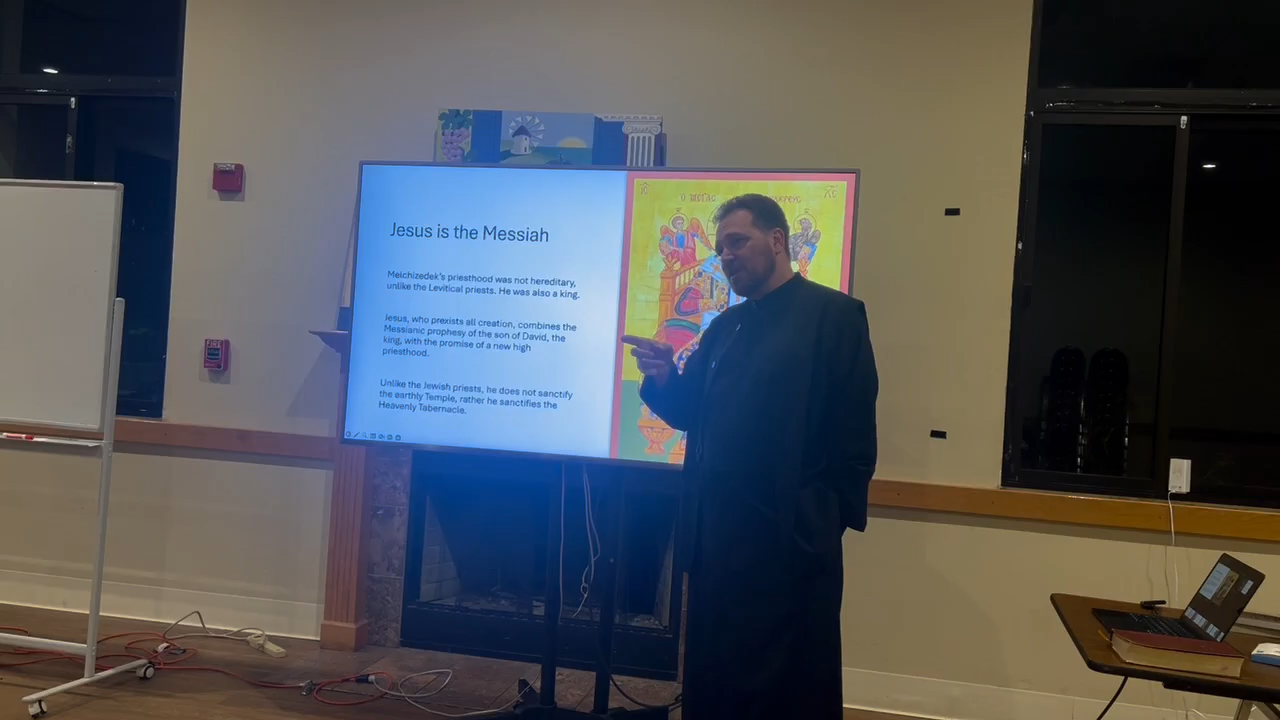 Jesus is the Messiah
Melchizedek's priesthood was not hereditary,
unlike the Levitical priests. He was also a king.
Jesus, who prexists all creation, combines the
Messianic prophesy of the son of David, the
king, with the promise of a new high
priesthood.
Unlike the Jewish priests, he does not sanctify
the earthly Temple, rather he sanctifies the
Heavenly Tabernacle.
ΙC
ΧC
Ο ΜΕΓΑC
FIRE